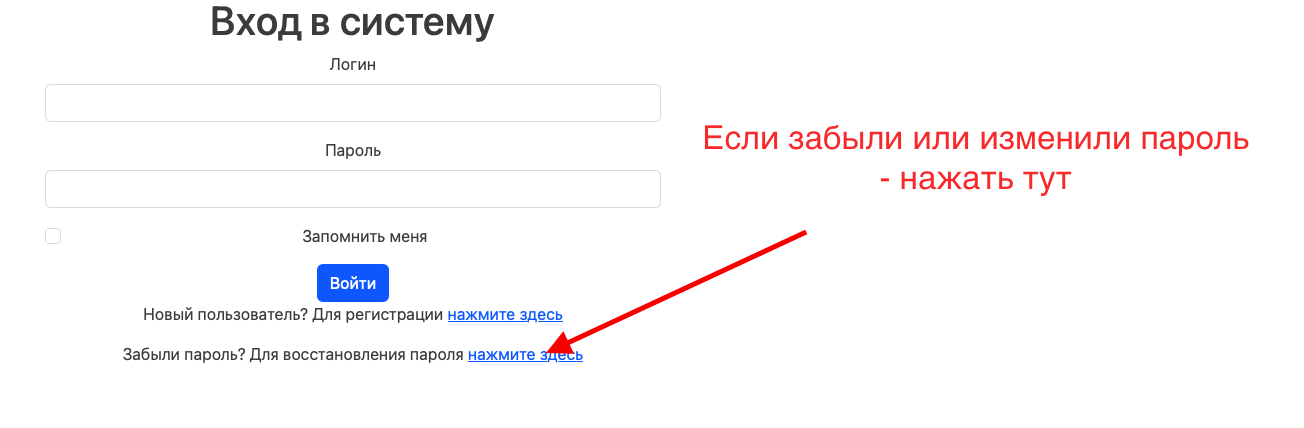 Вход в систему
Логин
Пароль
Запомнить меня
Войти
Новый пользователь? Для регистрации нажмите здесь
Забыли пароль? Для восстановления пароля нажмите здесь
Если забыли или изменили пароль
- нажать тут